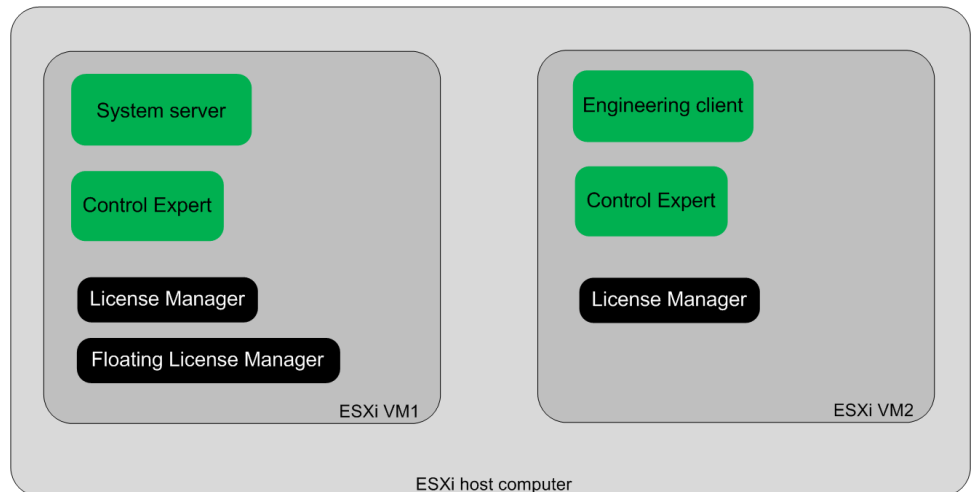 System server
Control Expert
License Manager
Floating License Manager
ESXi VM1
Engineering client
Control Expert
License Manager
ESXi VM2
ESXi host computer